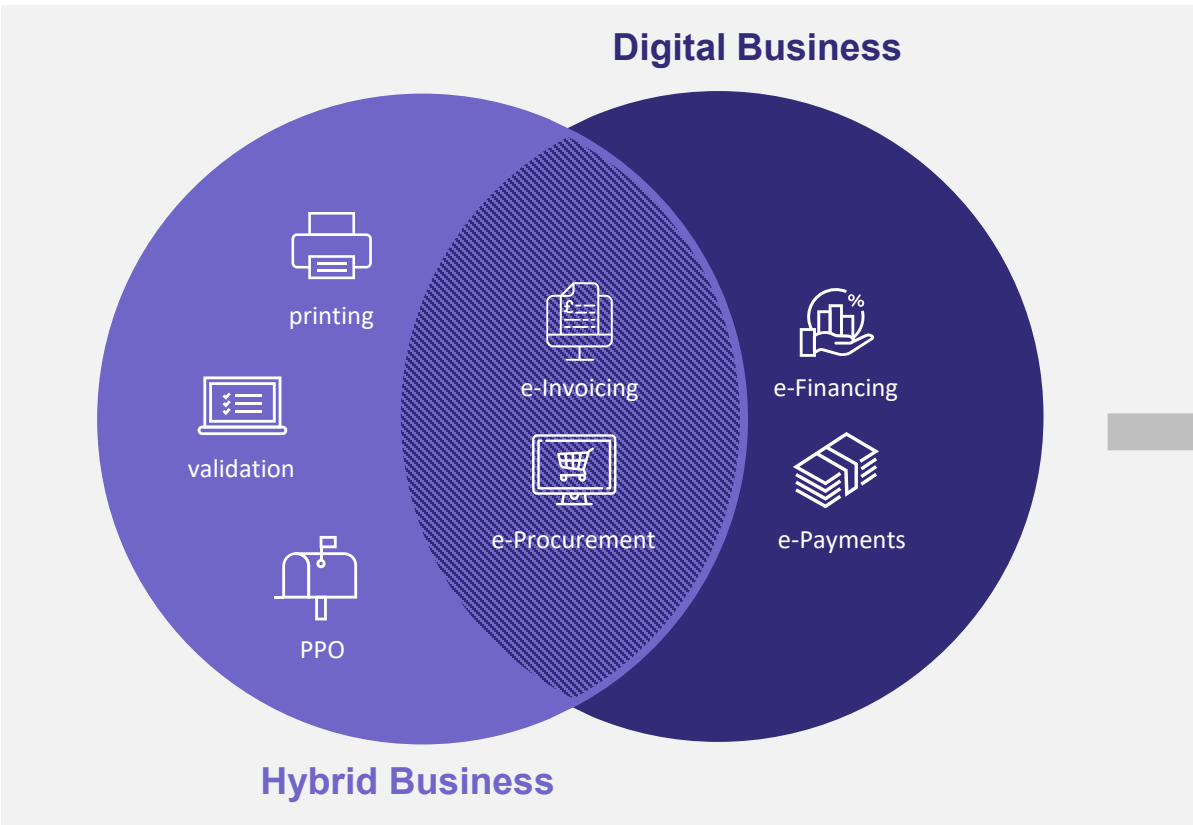 Digital Business
printing
validation
PPO
£
e-Invoicing
e-Procurement
%
e-Financing
e-Payments
Hybrid Business